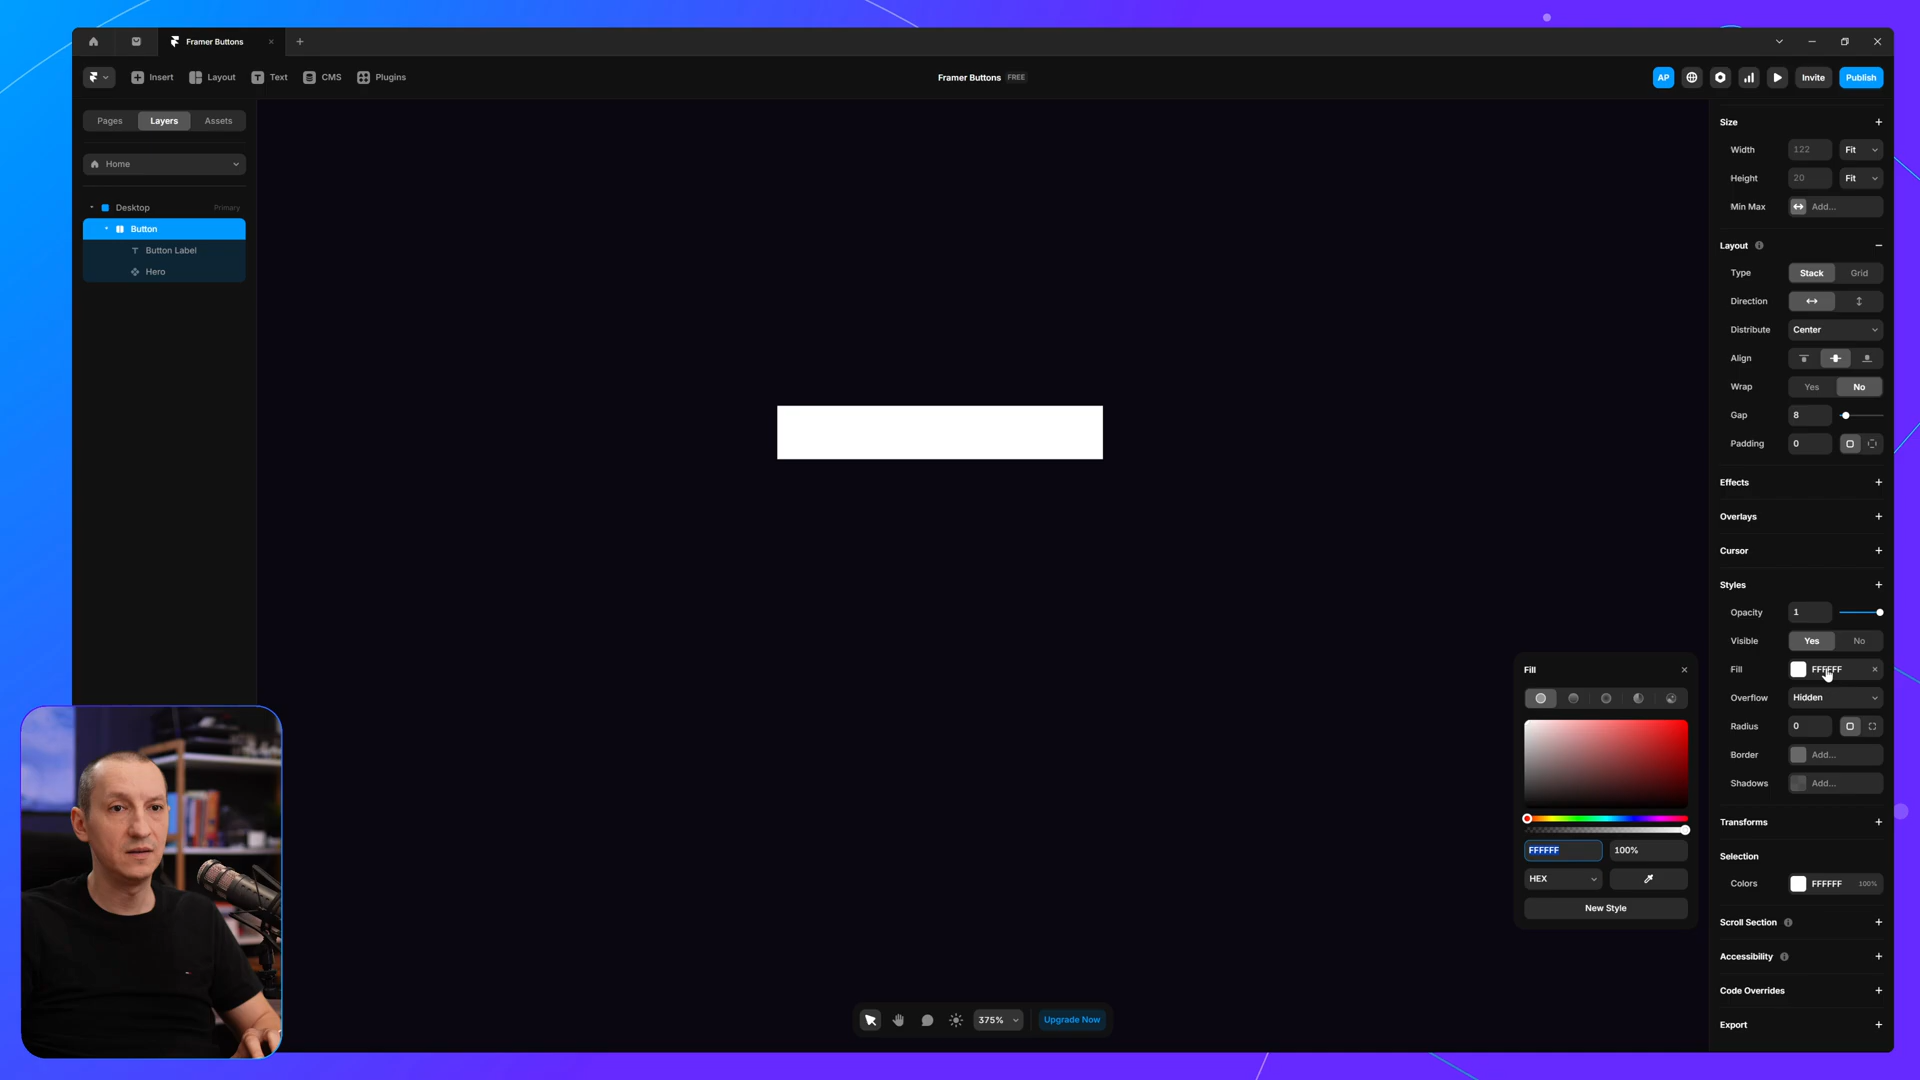 Framer Buttons
Insert
Layout
Text
CMS
Plugins
Framer Buttons FREE
AP
Invite
Publish
Pages
Layers
Assets
Home
Desktop
Primary
Button
Button Label
Hero
Size
Width 122 Fit
Height 20 Fit
Min Max Add...
Layout
Type Stack Grid
Direction
Distribute Center
Align
Wrap Yes No
Gap 8
Padding 0
Effects
Overlays
Cursor
Styles
Opacity 1
Visible Yes No
Fill FFFFFF
Overflow Hidden
Radius 0
Border Add...
Shadows Add...
Transforms
Selection
Colors FFFFFF 100%
Scroll Section
Accessibility
Code Overrides
Export
Fill
FFFFFF 100%
HEX
New Style
375%
Upgrade Now